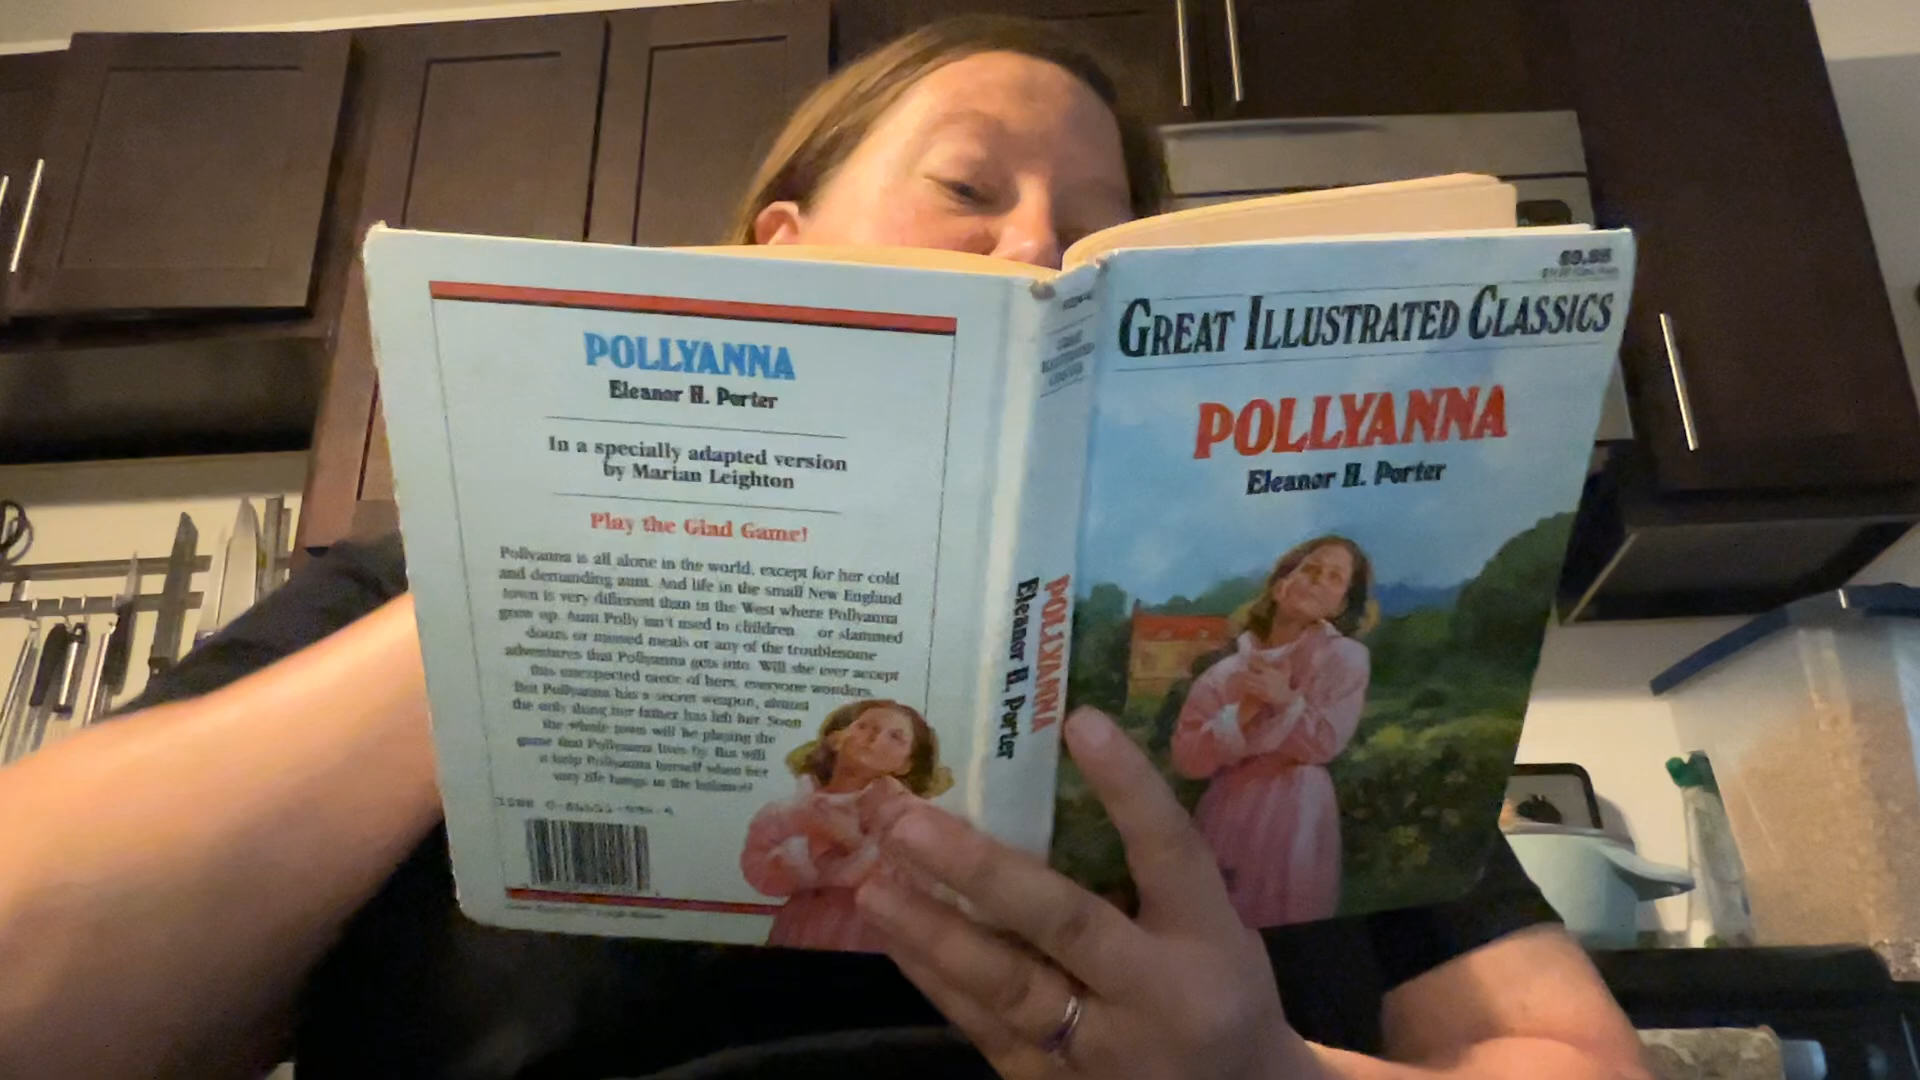 POLLYANNA
Eleanor H. Porter
In a specially adapted version
by Marian Leighton
Play the Glad Game!
Pollyanna is all alone in the world, except for her cold
and demanding aunt. And life in the small New England
town is very different than in the West where Pollyanna
grew up. Aunt Polly isn't used to children or slammed
doors or missed meals or any of the troublesome
adventures that Pollyanna gets into. Will she ever accept
this unexpected niece of hers, everyone wonders.
But Pollyanna has a secret weapon, almost
the only thing her father has left her. Soon
the whole town will be playing the
game that Pollyanna lives by. But will
it help Pollyanna herself when her
very life hangs in the balance?
ISBN
POLLYANNA
Eleanor H. Porter
$9.95
GREAT ILLUSTRATED CLASSICS
POLLYANNA
Eleanor H. Porter